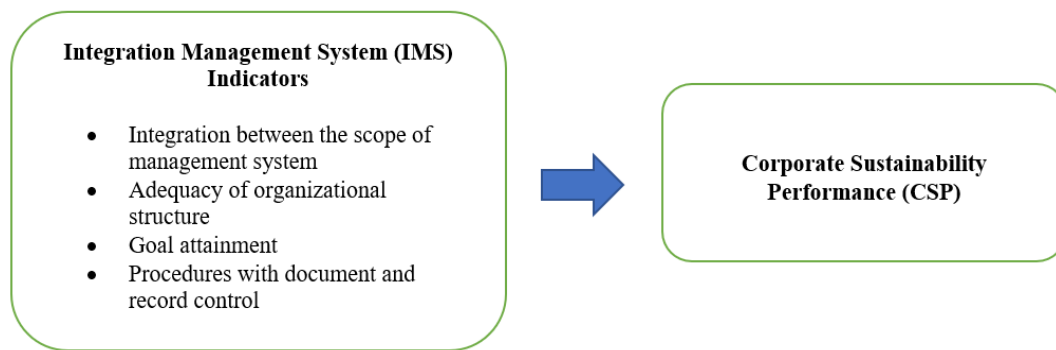 Integration Management System (IMS)
Indicators
• Integration between the scope of
management system
• Adequacy of organizational
structure
• Goal attainment
• Procedures with document and
record control
Corporate Sustainability
Performance (CSP)